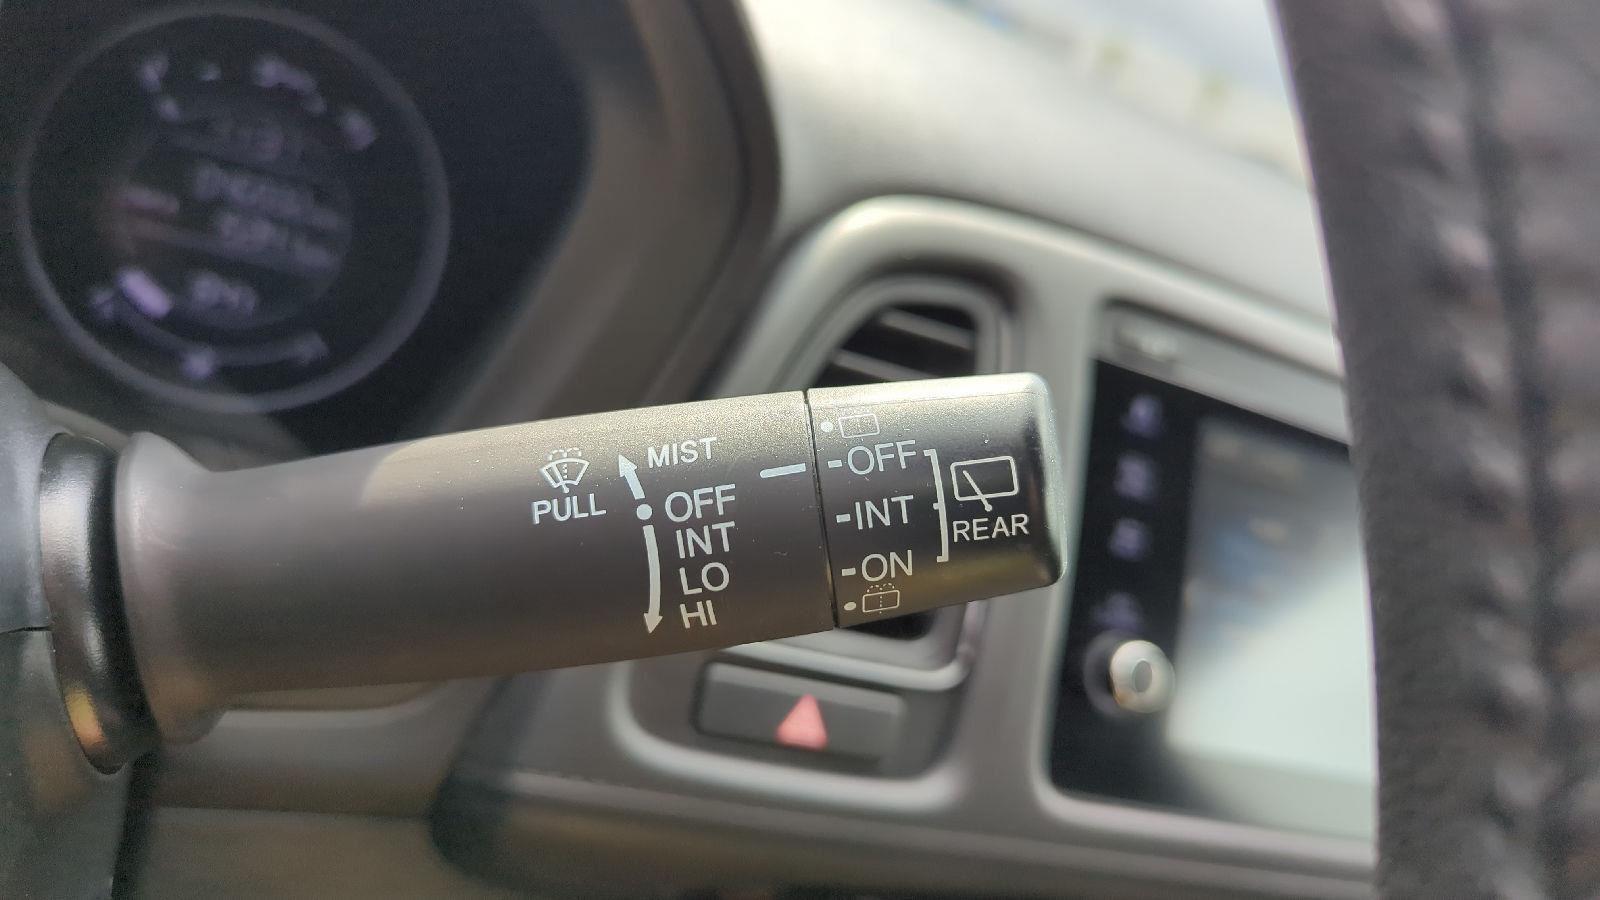 MIST
PULL
OFF
INT
LO
HI
-OFF
-INT
-ON
REAR